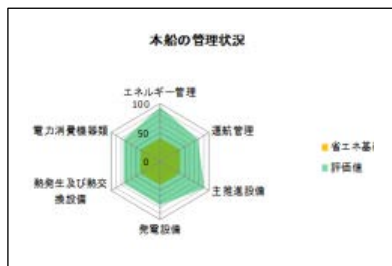 本船の管理状況
エネルギー管理
100
電力消費機器類
運航管理
50
省エネ基
0
評価値
熱発生及び熱交
換設備
主推進設備
発電設備